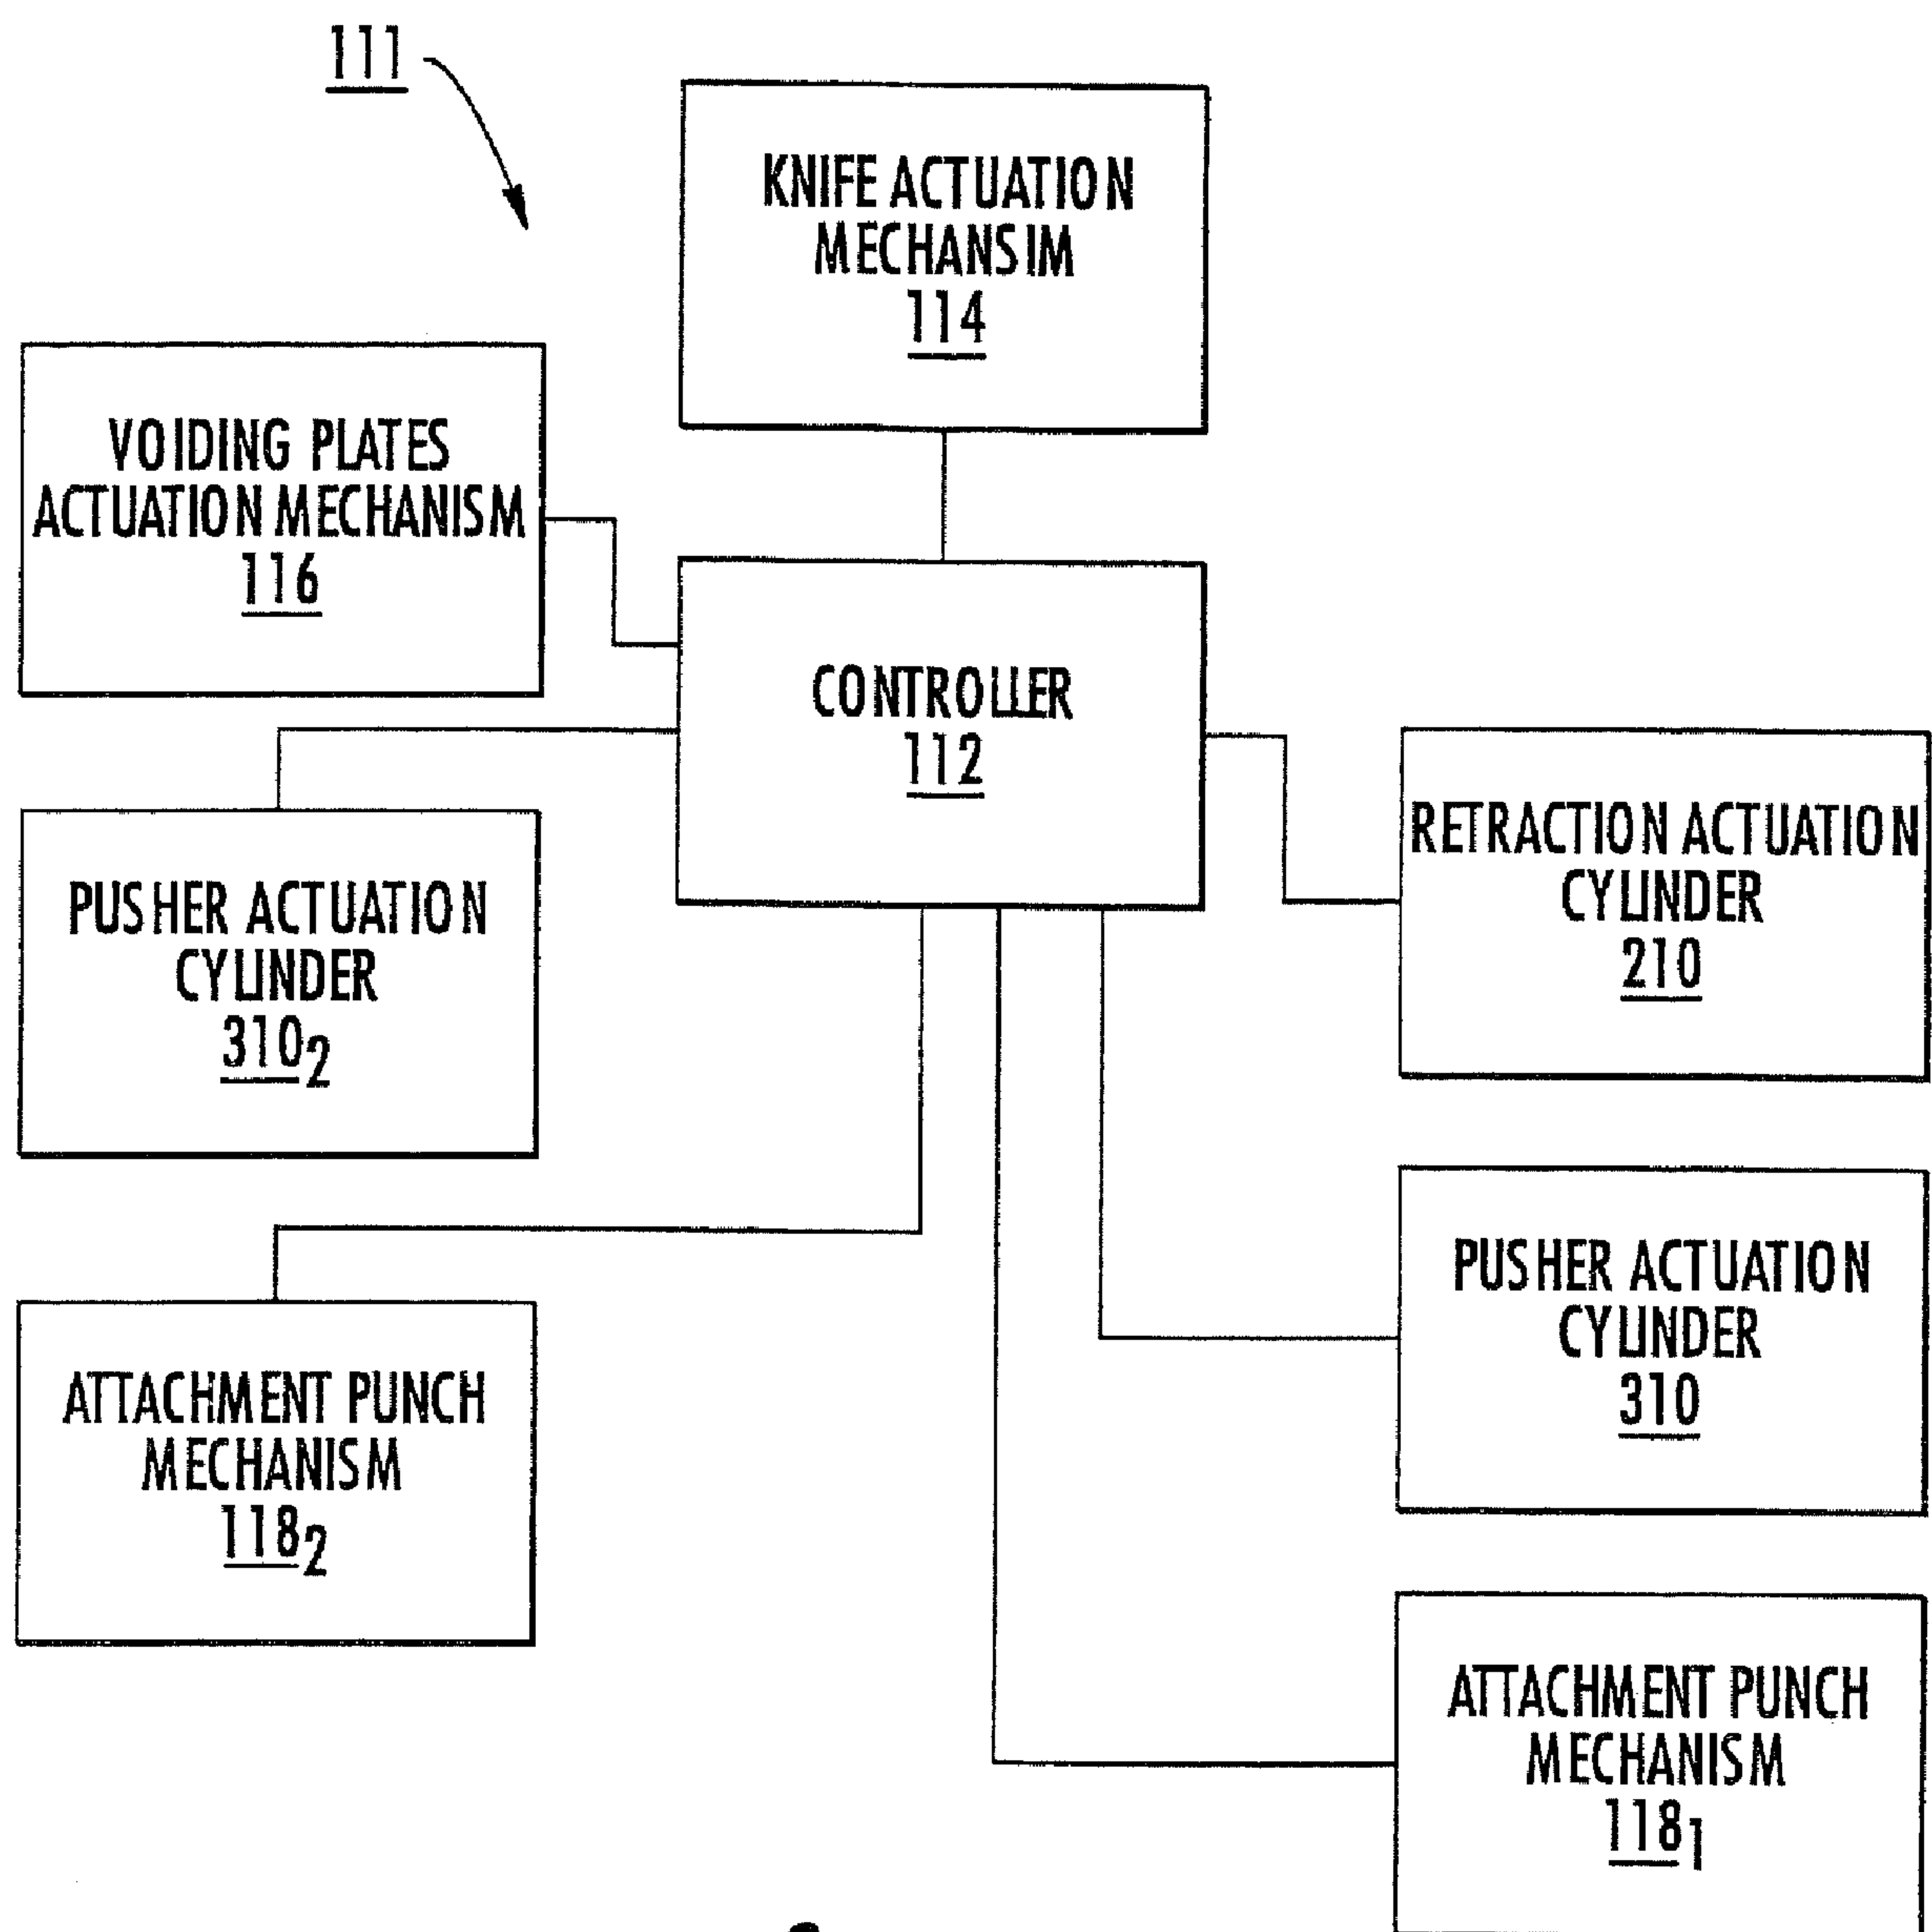 111
KNIFE ACTUATION
MECHANSIM
114
VOIDING PLATES
ACTUATION MECHANISM
116
CONTROLLER
112
RETRACTION ACTUATION
CYLINDER
210
PUSHER ACTUATION
CYLINDER
310₂
PUSHER ACTUATION
CYLINDER
310
ATTACHMENT PUNCH
MECHANISM
118₂
ATTACHMENT PUNCH
MECHANISM
118₁